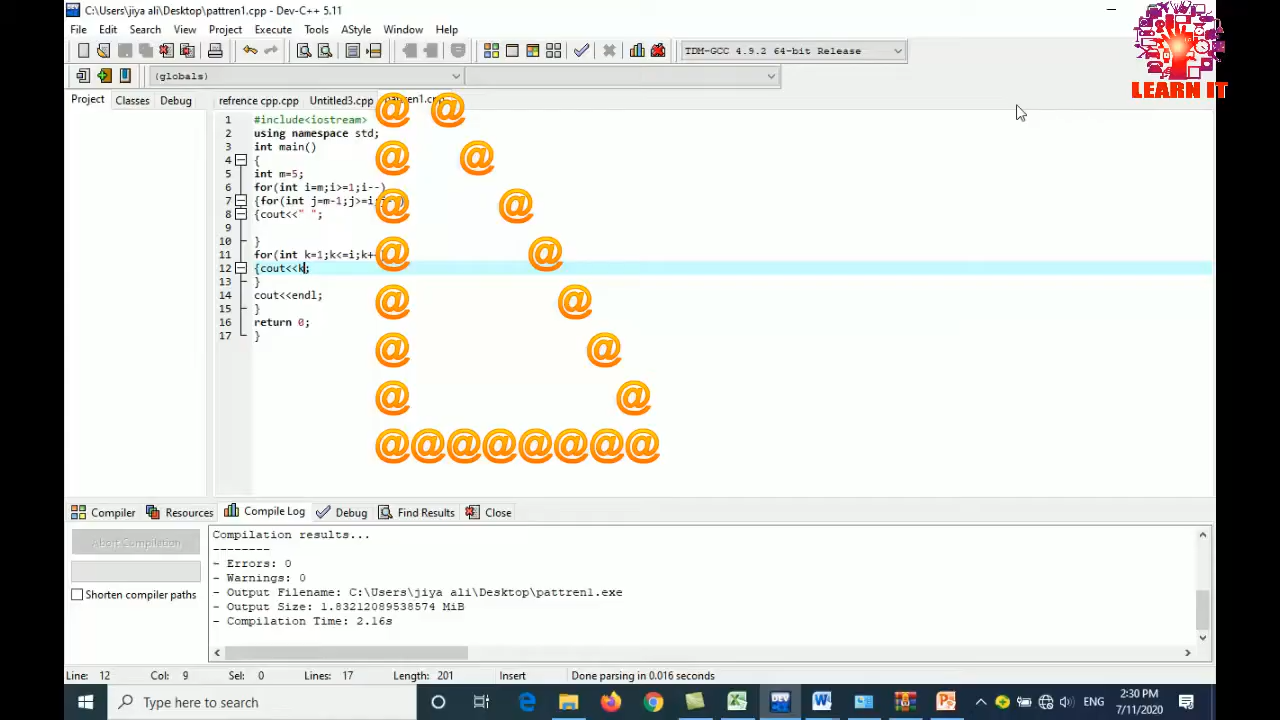 C:\Users\jiya ali\Desktop\pattren1.cpp - Dev-C++ 5.11
LEARN IT
File Edit Search View Project Execute Tools AStyle Window Help
TDM-GCC 4.9.2 64-bit Release
(globals)
Project Classes Debug refrence cpp.cpp Untitled3.cpp
@ @
1 #include<iostream>
2 using namespace std;
3 int main()
4 {
@ @
5 int m=5;
6 for(int i=m;i>=1;i--)
7 {for(int j=m-1;j>=i
@ @
8 {cout<<" ";
9
10 }
11 for(int k=1;k<=i;k+
@ @
12 {cout<<k;
13 }
14 cout<<endl;
@ @
15 }
16 return 0;
17 }
@ @
@ @
@@@@@@@@
Compiler Resources Compile Log Debug Find Results Close
Abort Compilation
Shorten compiler paths
Compilation results...
--------
- Errors: 0
- Warnings: 0
- Output Filename: C:\Users\jiya ali\Desktop\pattren1.exe
- Output Size: 1.83212089538574 MiB
- Compilation Time: 2.16s
Line: 12 Col: 9 Sel: 0 Lines: 17 Length: 201 Insert Done parsing in 0.016 seconds
Type here to search
ENG
2:30 PM
7/11/2020